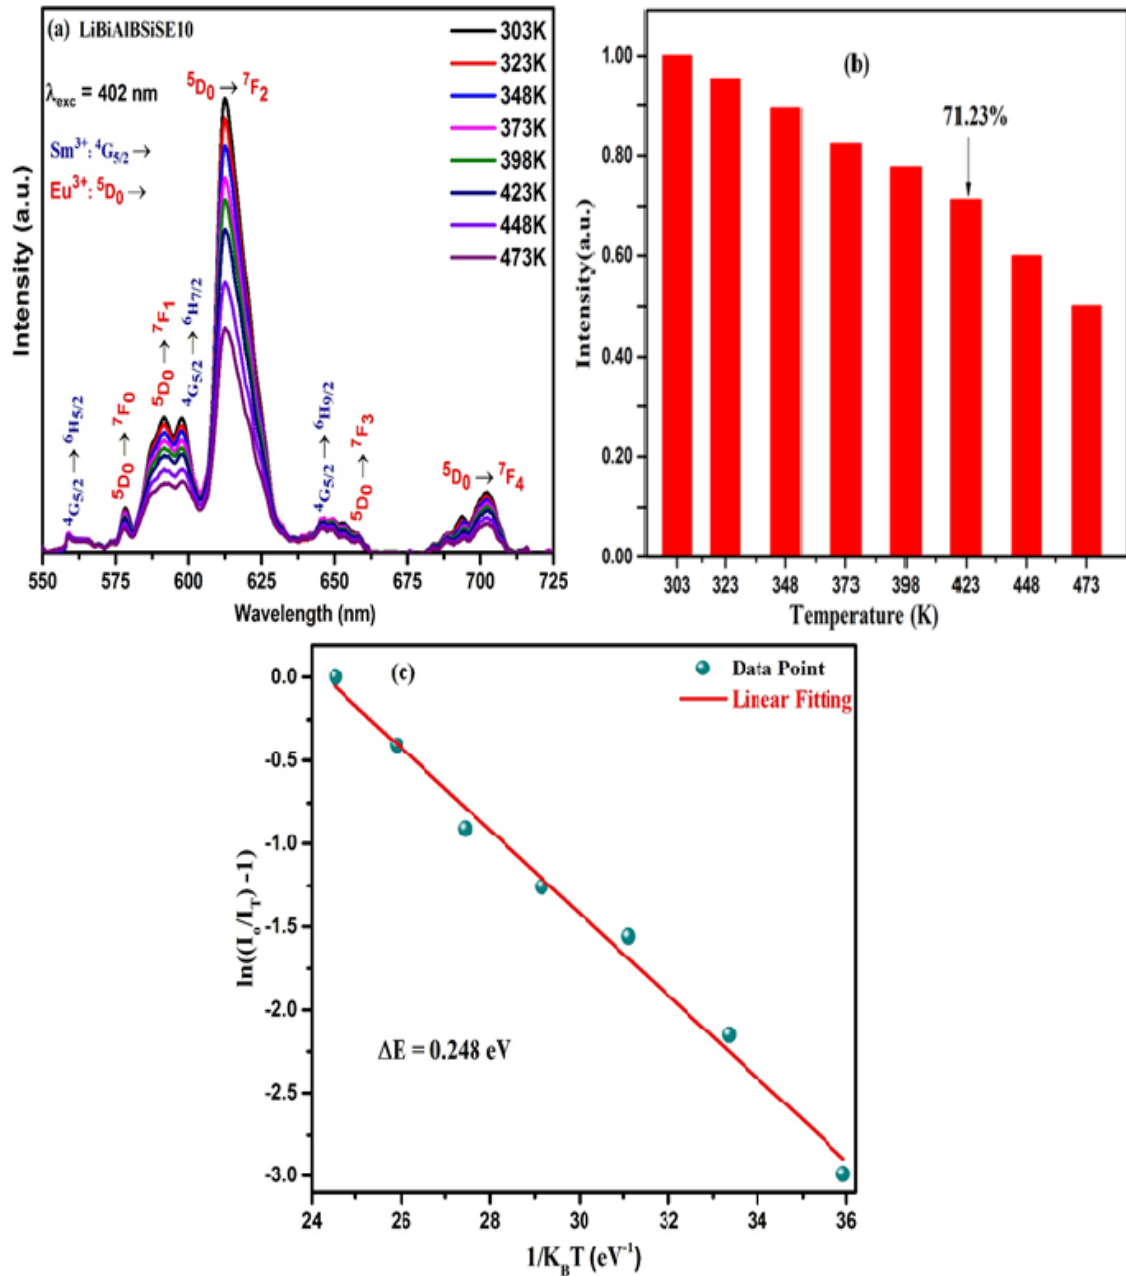 (a) LiBiAlBSiSE10
λexc = 402 nm
Sm³⁺: ⁴G5/2 →
Eu³⁺: ⁵D0 →
⁵D0 → ⁷F2
303K
323K
348K
373K
398K
423K
448K
473K
⁴G5/2 → ⁶H5/2
⁵D0 → ⁷F0
⁵D0 → ⁷F1
⁴G5/2 → ⁶H7/2
⁴G5/2 → ⁶H9/2
⁵D0 → ⁷F3
⁵D0 → ⁷F4
Intensity (a.u.)
550 575 600 625 650 675 700 725
Wavelength (nm)
(b)
71.23%
Intensity(a.u.)
1.00
0.80
0.60
0.40
0.20
0.00
303 323 348 373 398 423 448 473
Temperature (K)
(c)
Data Point
Linear Fitting
ΔE = 0.248 eV
ln((Io/IT) -1)
0.0
-0.5
-1.0
-1.5
-2.0
-2.5
-3.0
24 26 28 30 32 34 36
1/KBT (eV⁻¹)